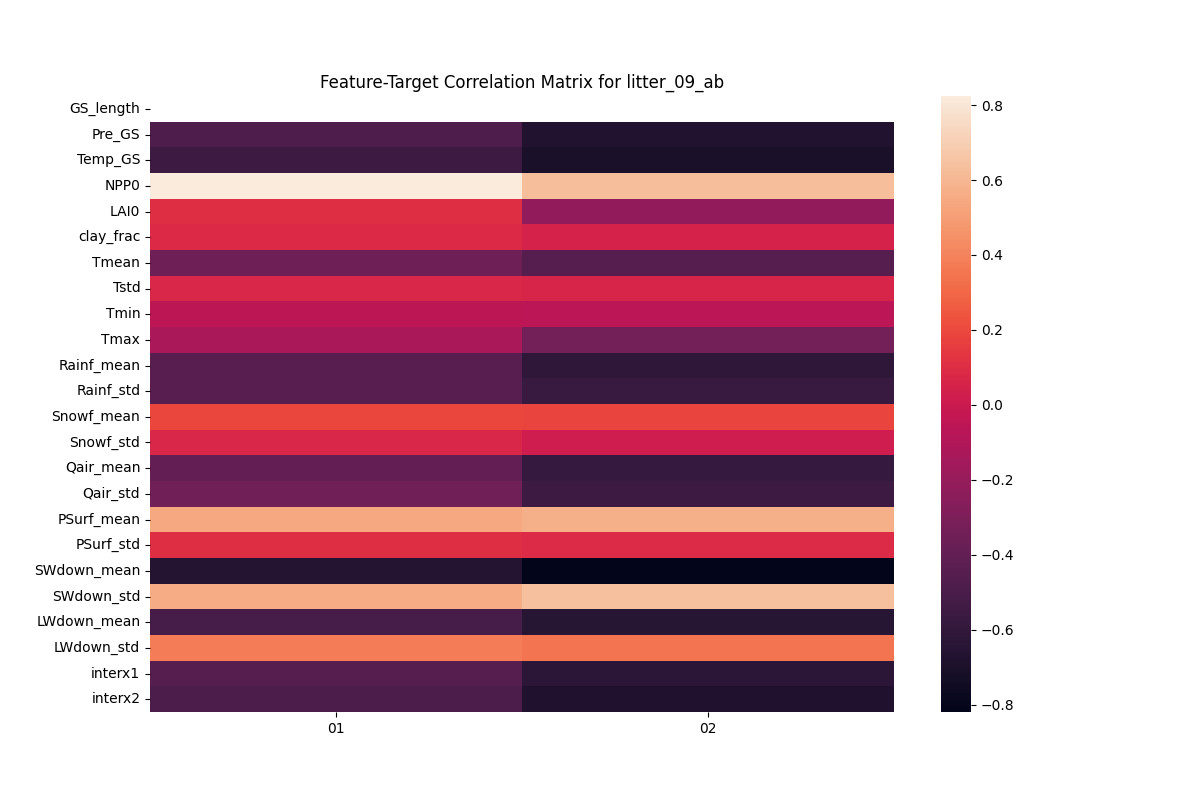 Feature-Target Correlation Matrix for litter_09_ab
GS_length
Pre_GS
Temp_GS
NPP0
LAI0
clay_frac
Tmean
Tstd
Tmin
Tmax
Rainf_mean
Rainf_std
Snowf_mean
Snowf_std
Qair_mean
Qair_std
PSurf_mean
PSurf_std
SWdown_mean
SWdown_std
LWdown_mean
LWdown_std
interx1
interx2
01 02
0.8
0.6
0.4
0.2
0.0
−0.2
−0.4
−0.6
−0.8